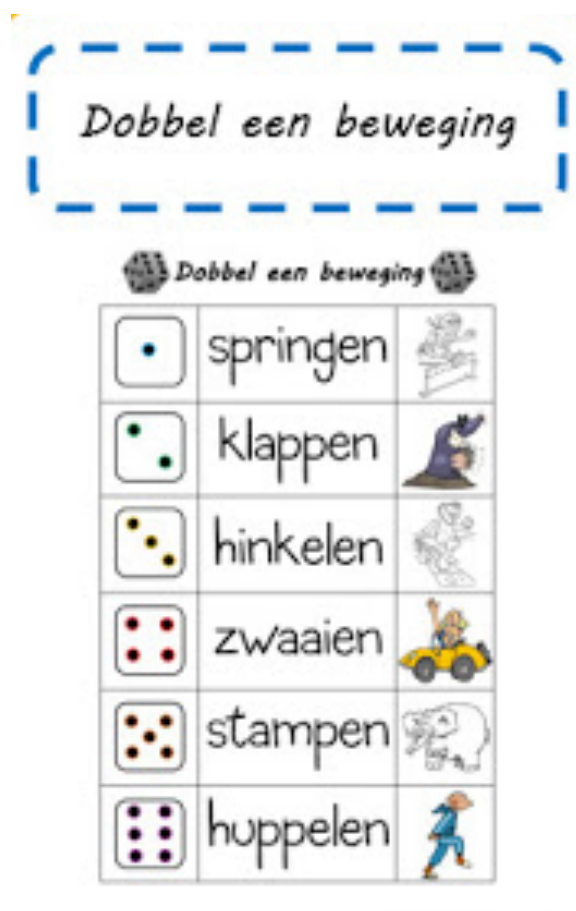 Dobbel een beweging
Dobbel een beweging
springen
klappen
hinkelen
zwaaien
stampen
huppelen